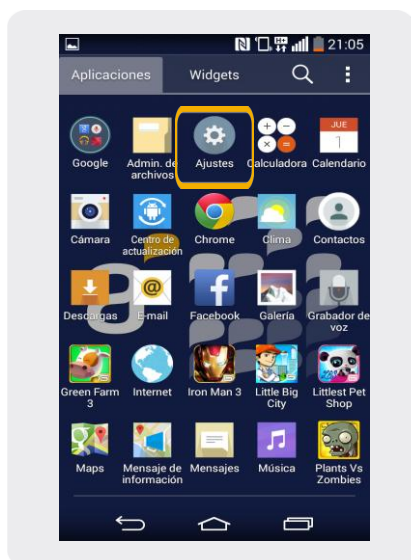 21:05
Aplicaciones Widgets
JUE
1
Google Admin. de archivos Ajustes Calculadora Calendario
Cámara Centro de actualización Chrome Clima Contactos
Descargas E-mail Facebook Galería Grabador de voz
Green Farm 3 Internet Iron Man 3 Little Big City Littlest Pet Shop
Maps Mensaje de información Mensajes Música Plants Vs Zombies